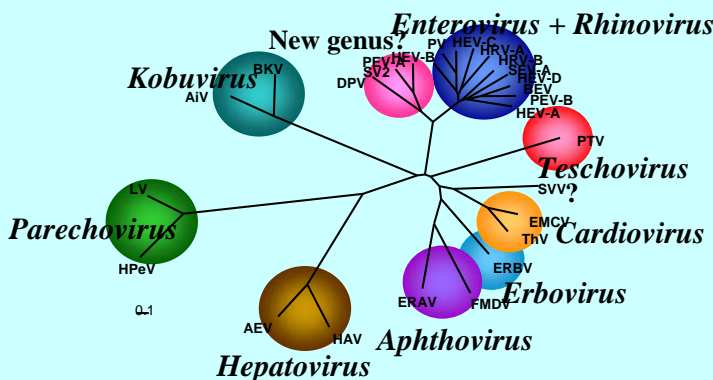 Enterovirus + Rhinovirus
New genus?
PV
HEV-C
HRV-A
HRV-B
SEV-A
HEV-D
BEV
PEV-B
HEV-A
HEV-B
PEV-A
SV2
DPV
Kobuvirus
BKV
AiV
PTV
Teschovirus
SVV?
LV
Parechovirus
HPeV
EMCV
ThV
Cardiovirus
ERBV
Erbovirus
ERAV
FMDV
Aphthovirus
0.1
AEV
HAV
Hepatovirus